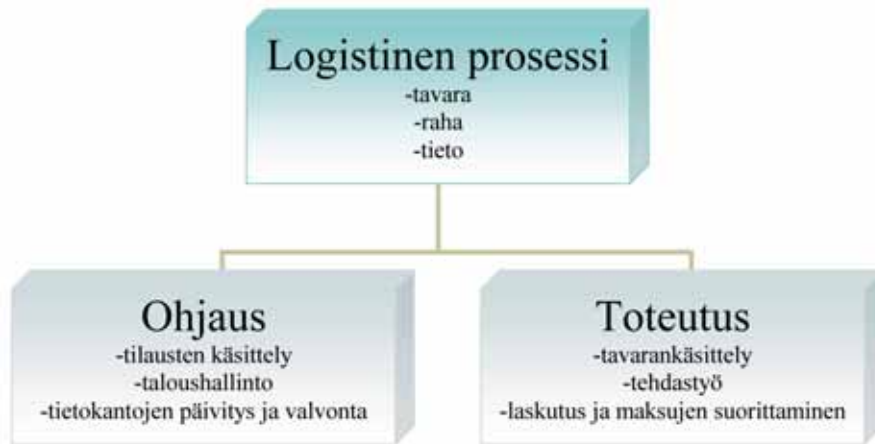 Logistinen prosessi
-tavara
-raha
-tieto
Ohjaus
-tilausten käsittely
-taloushallinto
-tietokantojen päivitys ja valvonta
Toteutus
-tavarankäsittely
-tehdastyö
-laskutus ja maksujen suorittaminen